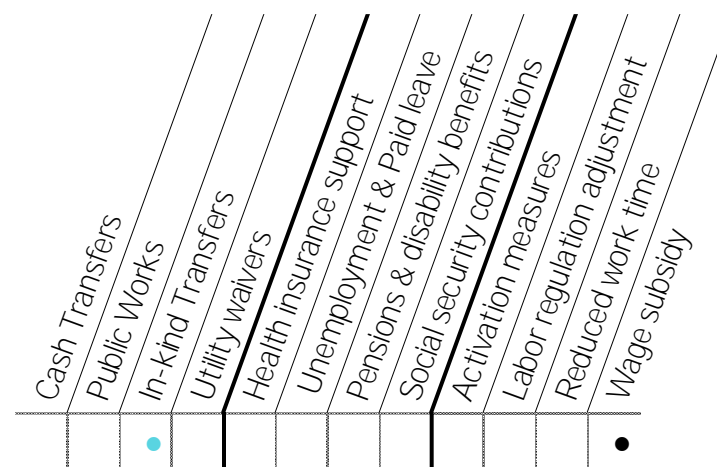 Cash Transfers
Public Works
In-kind Transfers
Utility waivers
Health insurance support
Unemployment & Paid leave
Pensions & disability benefits
Social security contributions
Activation measures
Labor regulation adjustment
Reduced work time
Wage subsidy